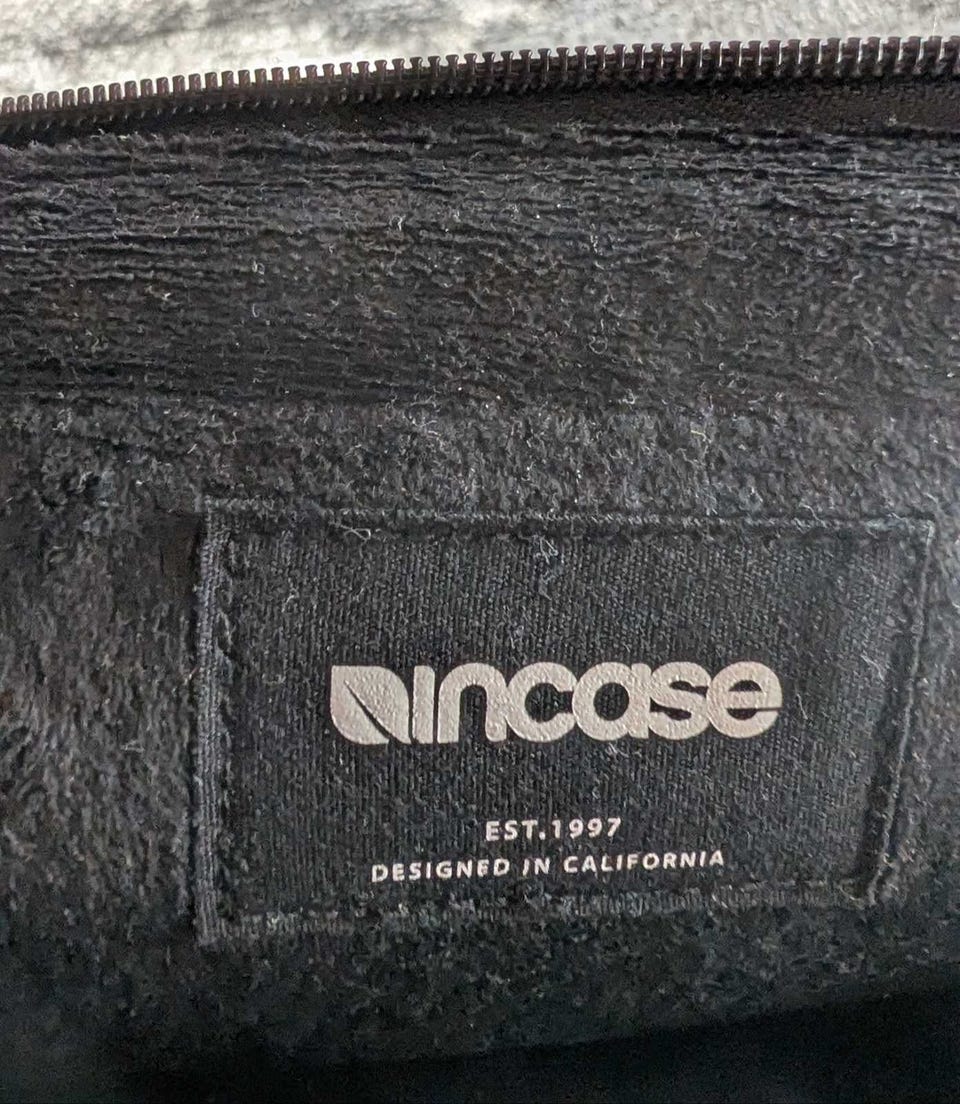 incase
EST.1997
DESIGNED IN CALIFORNIA